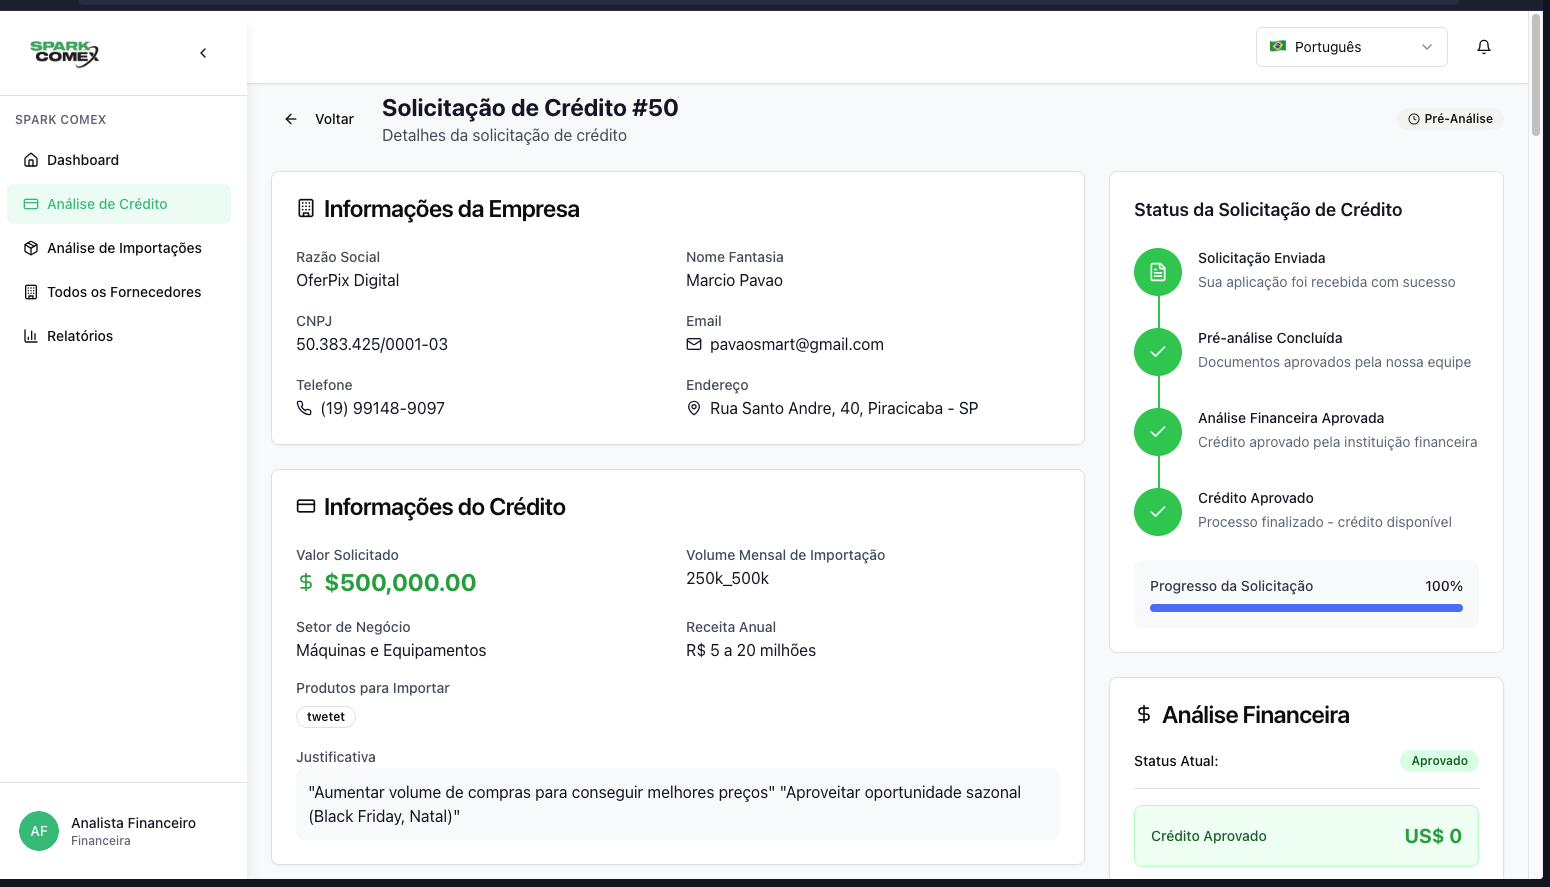 SPARK
COMEX
Português
SPARK COMEX
Dashboard
Análise de Crédito
Análise de Importações
Todos os Fornecedores
Relatórios
AF
Analista Financeiro
Financeira
Voltar
Solicitação de Crédito #50
Detalhes da solicitação de crédito
Pré-Análise
Informações da Empresa
Razão Social
OferPix Digital
Nome Fantasia
Marcio Pavao
CNPJ
50.383.425/0001-03
Email
pavaosmart@gmail.com
Telefone
(19) 99148-9097
Endereço
Rua Santo Andre, 40, Piracicaba - SP
Informações do Crédito
Valor Solicitado
$ $500,000.00
Volume Mensal de Importação
250k_500k
Setor de Negócio
Máquinas e Equipamentos
Receita Anual
R$ 5 a 20 milhões
Produtos para Importar
twetet
Justificativa
"Aumentar volume de compras para conseguir melhores preços" "Aproveitar oportunidade sazonal
(Black Friday, Natal)"
Status da Solicitação de Crédito
Solicitação Enviada
Sua aplicação foi recebida com sucesso
Pré-análise Concluída
Documentos aprovados pela nossa equipe
Análise Financeira Aprovada
Crédito aprovado pela instituição financeira
Crédito Aprovado
Processo finalizado - crédito disponível
Progresso da Solicitação 100%
$ Análise Financeira
Status Atual: Aprovado
Crédito Aprovado US$ 0